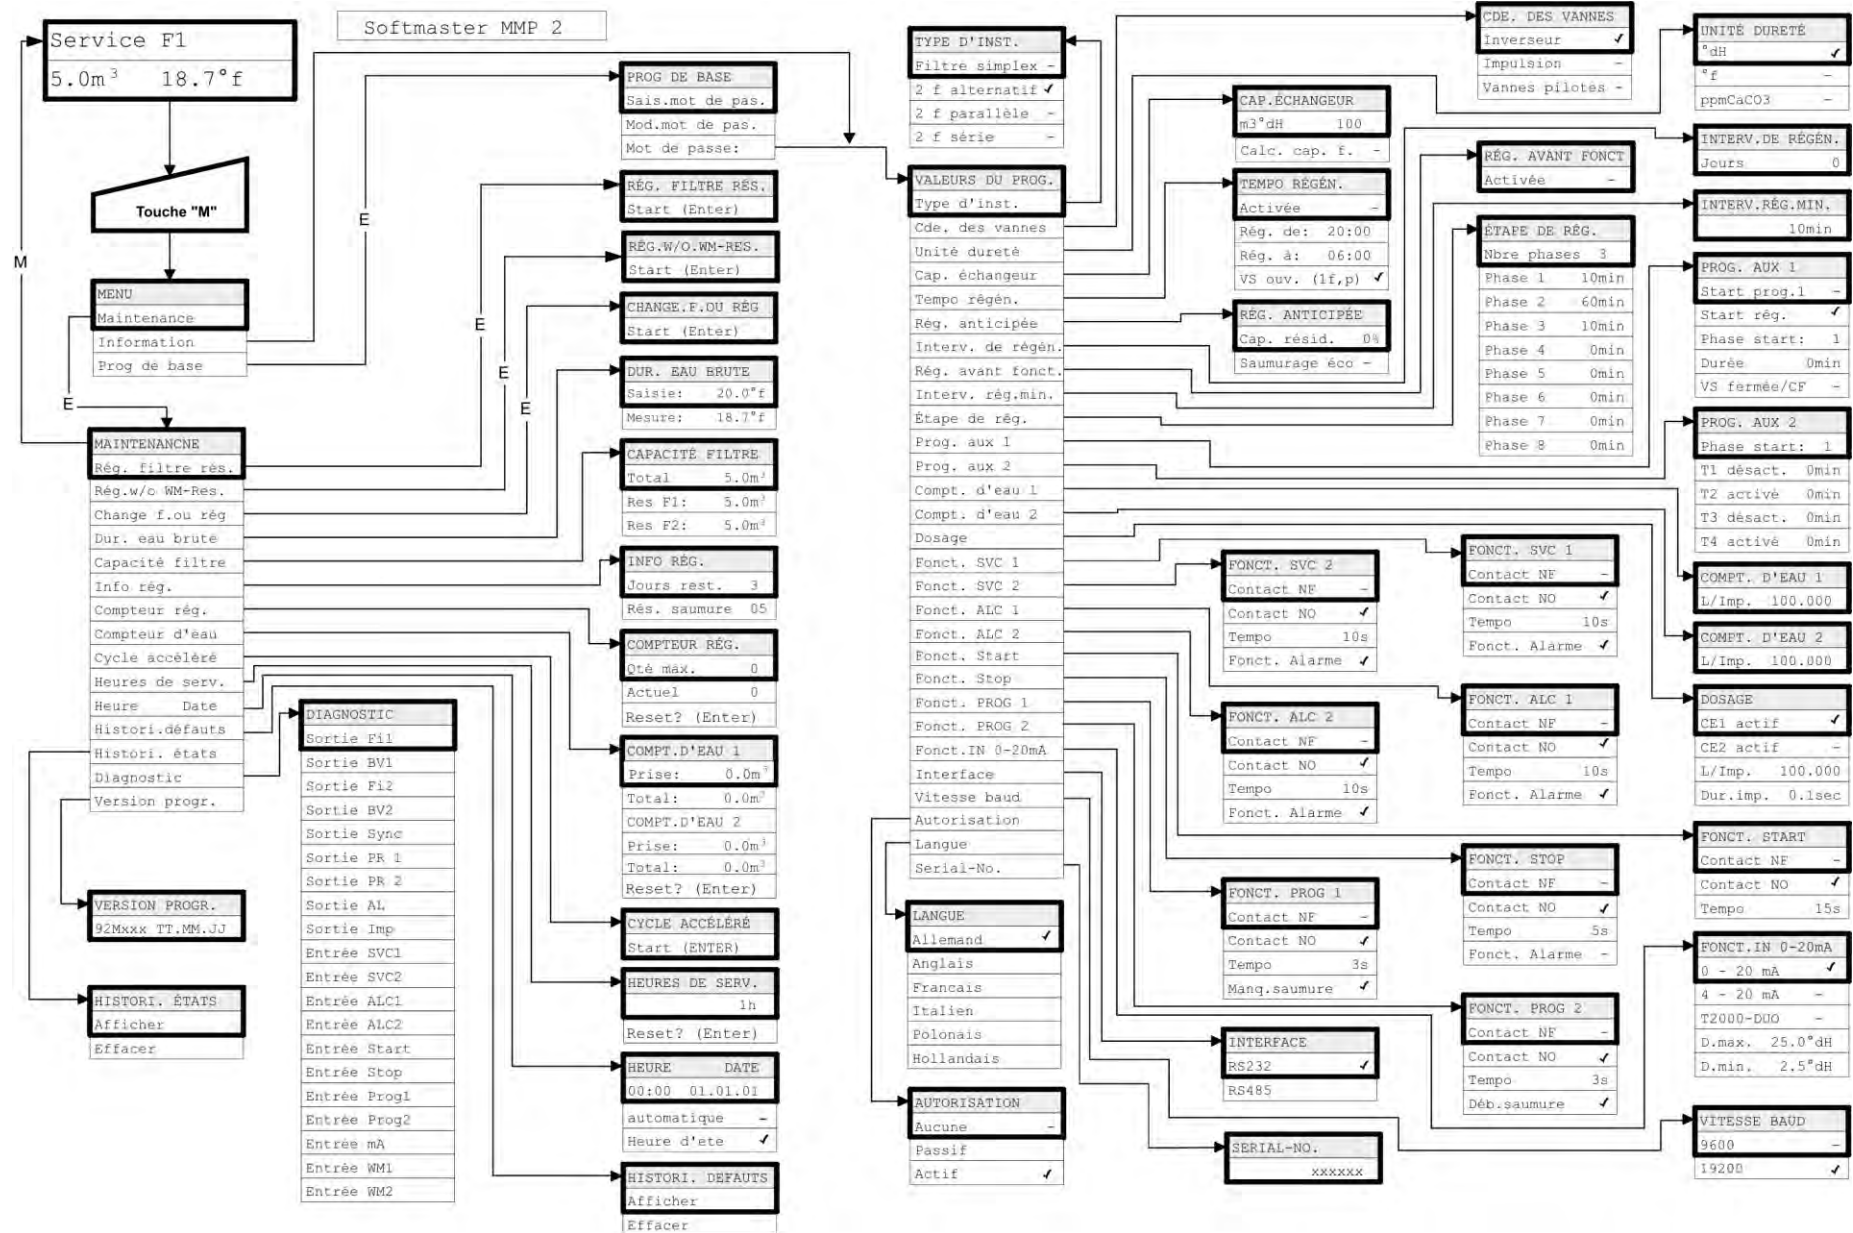 Softmaster MMP 2
Service F1
5.0m³ 18.7°f
Touche "M"
M
MENU
Maintenance
Information
Prog de base
E
E
MAINTENANCNE
Rég. filtre rés.
Rég.w/o WM-Res.
Change f.ou rég
Dur. eau brute
Capacité filtre
Info rég.
Compteur rég.
Compteur d'eau
Cycle accéléré
Heures de serv.
Heure Date
Histori.défauts
Histori. états
Diagnostic
Version progr.
VERSION PROGR.
92Mxxx TT.MM.JJ
HISTORI. ÉTATS
Afficher
Effacer
DIAGNOSTIC
Sortie Fi1
Sortie BV1
Sortie Fi2
Sortie BV2
Sortie Sync
Sortie PR 1
Sortie PR 2
Sortie AL
Sortie Imp
Entrée SVC1
Entrée SVC2
Entrée ALC1
Entrée ALC2
Entrée Start
Entrée Stop
Entrée Prog1
Entrée Prog2
Entrée mA
Entrée WM1
Entrée WM2
E
E
E
E
PROG DE BASE
Sais.mot de pas.
Mod.mot de pas.
Mot de passe:
RÉG. FILTRE RÉS.
Start (Enter)
RÉG.W/O.WM-RES.
Start (Enter)
CHANGE.F.OU RÉG
Start (Enter)
DUR. EAU BRUTE
Saisie: 20.0°f
Mesure: 18.7°f
CAPACITÉ FILTRE
Total 5.0m³
Res F1: 5.0m³
Res F2: 5.0m³
INFO RÉG.
Jours rest. 3
Rés. saumure 05
COMPTEUR RÉG.
Qté máx. 0
Actuel 0
Reset? (Enter)
COMPT.D'EAU 1
Prise: 0.0m³
Total: 0.0m³
COMPT.D'EAU 2
Prise: 0.0m³
Total: 0.0m³
Reset? (Enter)
CYCLE ACCÉLÉRÉ
Start (ENTER)
HEURES DE SERV.
1h
Reset? (Enter)
HEURE DATE
00:00 01.01.01
automatique –
Heure d'ete ✓
HISTORI. DEFAUTS
Afficher
Effacer
TYPE D'INST.
Filtre simplex –
2 f alternatif ✓
2 f parallèle –
2 f série –
VALEURS DU PROG.
Type d'inst.
Cde. des vannes
Unité dureté
Cap. échangeur
Tempo régén.
Rég. anticipée
Interv. de régén.
Rég. avant fonct.
Interv. rég.min.
Étape de rég.
Prog. aux 1
Prog. aux 2
Compt. d'eau 1
Compt. d'eau 2
Dosage
Fonct. SVC 1
Fonct. SVC 2
Fonct. ALC 1
Fonct. ALC 2
Fonct. Start
Fonct. Stop
Fonct. PROG 1
Fonct. PROG 2
Fonct.IN 0-20mA
Interface
Vitesse baud
Autorisation
Langue
Serial-No.
LANGUE
Allemand ✓
Anglais
Francais
Italien
Polonais
Hollandais
AUTORISATION
Aucune –
Passif
Actif ✓
CAP.ÉCHANGEUR
m3°dH 100
Calc. cap. f. –
TEMPO RÉGÉN.
Activée –
Rég. de: 20:00
Rég. à: 06:00
VS ouv. (1f,p) ✓
RÉG. ANTICIPÉE
Cap. résid. 0%
Saumurage éco –
FONCT. SVC 2
Contact NF –
Contact NO ✓
Tempo 10s
Fonct. Alarme ✓
FONCT. ALC 2
Contact NF –
Contact NO ✓
Tempo 10s
Fonct. Alarme ✓
FONCT. PROG 1
Contact NF –
Contact NO ✓
Tempo 3s
Manq.saumure ✓
INTERFACE
RS232 ✓
RS485
SERIAL-NO.
xxxxxx
CDE. DES VANNES
Inverseur ✓
Impulsion –
Vannes pilotés –
RÉG. AVANT FONCT
Activée –
ÉTAPE DE RÉG.
Nbre phases 3
Phase 1 10min
Phase 2 60min
Phase 3 10min
Phase 4 0min
Phase 5 0min
Phase 6 0min
Phase 7 0min
Phase 8 0min
FONCT. SVC 1
Contact NF –
Contact NO ✓
Tempo 10s
Fonct. Alarme ✓
FONCT. ALC 1
Contact NF –
Contact NO ✓
Tempo 10s
Fonct. Alarme ✓
FONCT. STOP
Contact NF –
Contact NO ✓
Tempo 5s
Fonct. Alarme –
FONCT. PROG 2
Contact NF –
Contact NO ✓
Tempo 3s
Déb.saumure ✓
UNITÉ DURETÉ
°dH ✓
°f –
ppmCaCO3 –
INTERV.DE RÉGÉN.
Jours 0
INTERV.RÉG.MIN.
10min
PROG. AUX 1
Start prog.1 –
Start rég. ✓
Phase start: 1
Durée 0min
VS fermée/CF –
PROG. AUX 2
Phase start: 1
T1 désact. 0min
T2 activé 0min
T3 désact. 0min
T4 activé 0min
COMPT. D'EAU 1
L/Imp. 100.000
COMPT. D'EAU 2
L/Imp. 100.000
DOSAGE
CE1 actif ✓
CE2 actif –
L/Imp. 100.000
Dur.imp. 0.1sec
FONCT. START
Contact NF –
Contact NO ✓
Tempo 15s
FONCT.IN 0-20mA
0 - 20 mA ✓
4 - 20 mA –
T2000-DUO –
D.max. 25.0°dH
D.min. 2.5°dH
VITESSE BAUD
9600 –
19200 ✓